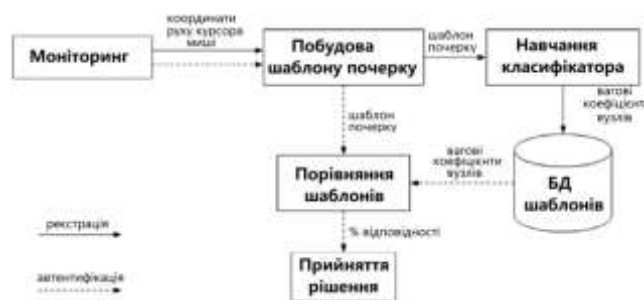 координати
руху курсора
миші
Моніторинг
Побудова
шаблону почерку
шаблон
почерку
Навчання
класифікатора
вагові
коефіцієнт
вузлів
шаблон
почерку
вагові
коефіцієнти
вузлів
Порівняння
шаблонів
БД
шаблонів
реєстрація
% відповідності
автентифікація
Прийняття
рішення